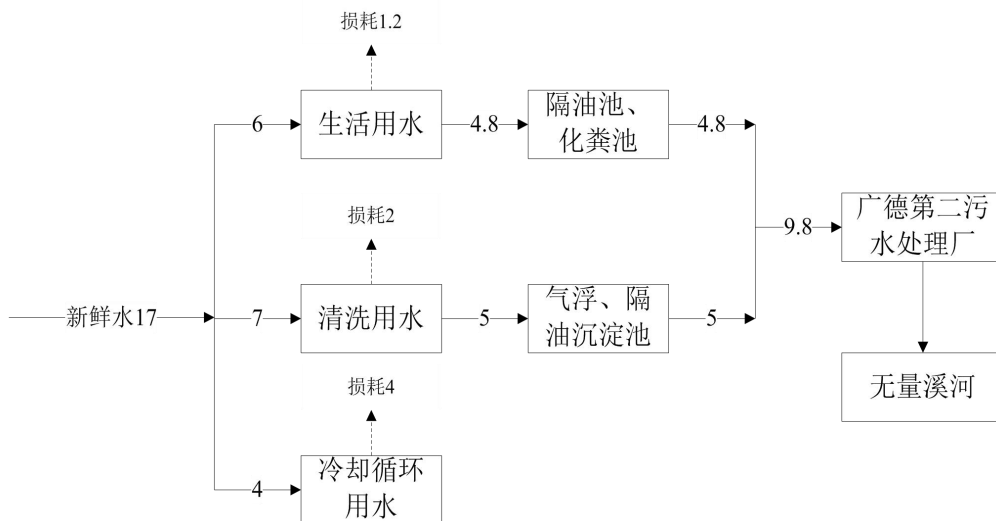 损耗1.2
6
生活用水
4.8
隔油池、
化粪池
4.8
损耗2
9.8
广德第二污
水处理厂
新鲜水17
7
清洗用水
5
气浮、隔
油沉淀池
5
损耗4
无量溪河
4
冷却循环
用水